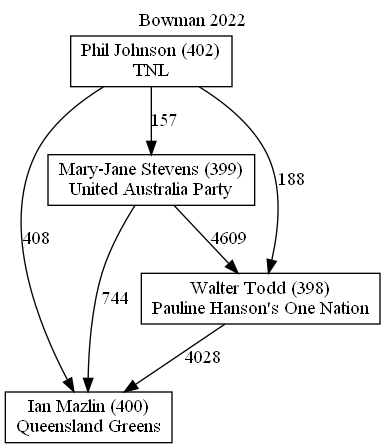 Bowman 2022
Phil Johnson (402)
TNL
157
Mary-Jane Stevens (399)
United Australia Party
188
408
4609
744
Walter Todd (398)
Pauline Hanson's One Nation
4028
Ian Mazlin (400)
Queensland Greens